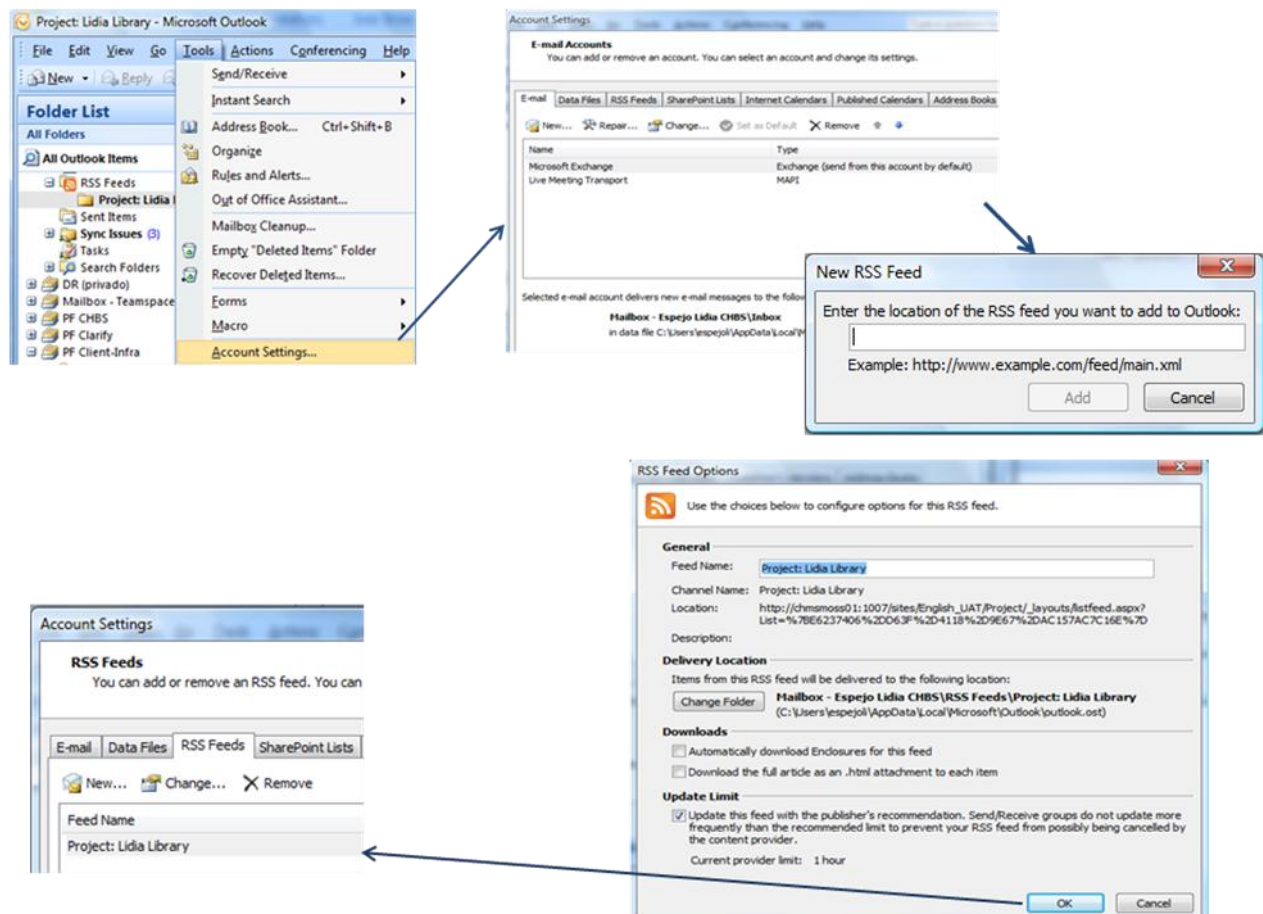 Project: Lidia Library - Microsoft Outlook
File Edit View Go Tools Actions Conferencing Help
New Reply
Folder List
All Folders
All Outlook Items
RSS Feeds
Project: Lidia
Sent Items
Sync Issues (3)
Tasks
Search Folders
DR (privado)
Mailbox - Teamspace
PF CHBS
PF Clarify
PF Client-Infra
Send/Receive
Instant Search
Address Book... Ctrl+Shift+B
Organize
Rules and Alerts...
Out of Office Assistant...
Mailbox Cleanup...
Empty "Deleted Items" Folder
Recover Deleted Items...
Forms
Macro
Account Settings...
Account Settings
E-mail Accounts
You can add or remove an account. You can select an account and change its settings.
E-mail Data Files RSS Feeds SharePoint Lists Internet Calendars Published Calendars Address Books
New... Repair... Change... Set as Default Remove
Name Type
Microsoft Exchange Exchange (send from this account by default)
Live Meeting Transport MAPI
Selected e-mail account delivers new e-mail messages to the
Mailbox - Espejo Lidia CHBS\Inbox
in data file C:\Users\espejol\AppData\Local\
New RSS Feed
Enter the location of the RSS feed you want to add to Outlook:
Example: http://www.example.com/feed/main.xml
Add Cancel
RSS Feed Options
Use the choices below to configure options for this RSS feed.
General
Feed Name: Project: Lidia Library
Channel Name: Project: Lidia Library
Location: http://chmsmoss01:1007/sites/English_UAT/Project/_layouts/listfeed.aspx?
List=%7BE6237406%2DD63F%2D4118%2D9E67%2DAC157AC7C16E%7D
Description:
Delivery Location
Items from this RSS feed will be delivered to the following location:
Change Folder Mailbox - Espejo Lidia CHBS\RSS Feeds\Project: Lidia Library
(C:\Users\espejol\AppData\Local\Microsoft\Outlook\outlook.ost)
Downloads
Automatically download Enclosures for this feed
Download the full article as an .html attachment to each item
Update Limit
Update this feed with the publisher's recommendation. Send/Receive groups do not update more
frequently than the recommended limit to prevent your RSS feed from possibly being cancelled by
the content provider.
Current provider limit: 1 hour
OK Cancel
Account Settings
RSS Feeds
You can add or remove an RSS feed. You can
E-mail Data Files RSS Feeds SharePoint Lists
New... Change... Remove
Feed Name
Project: Lidia Library